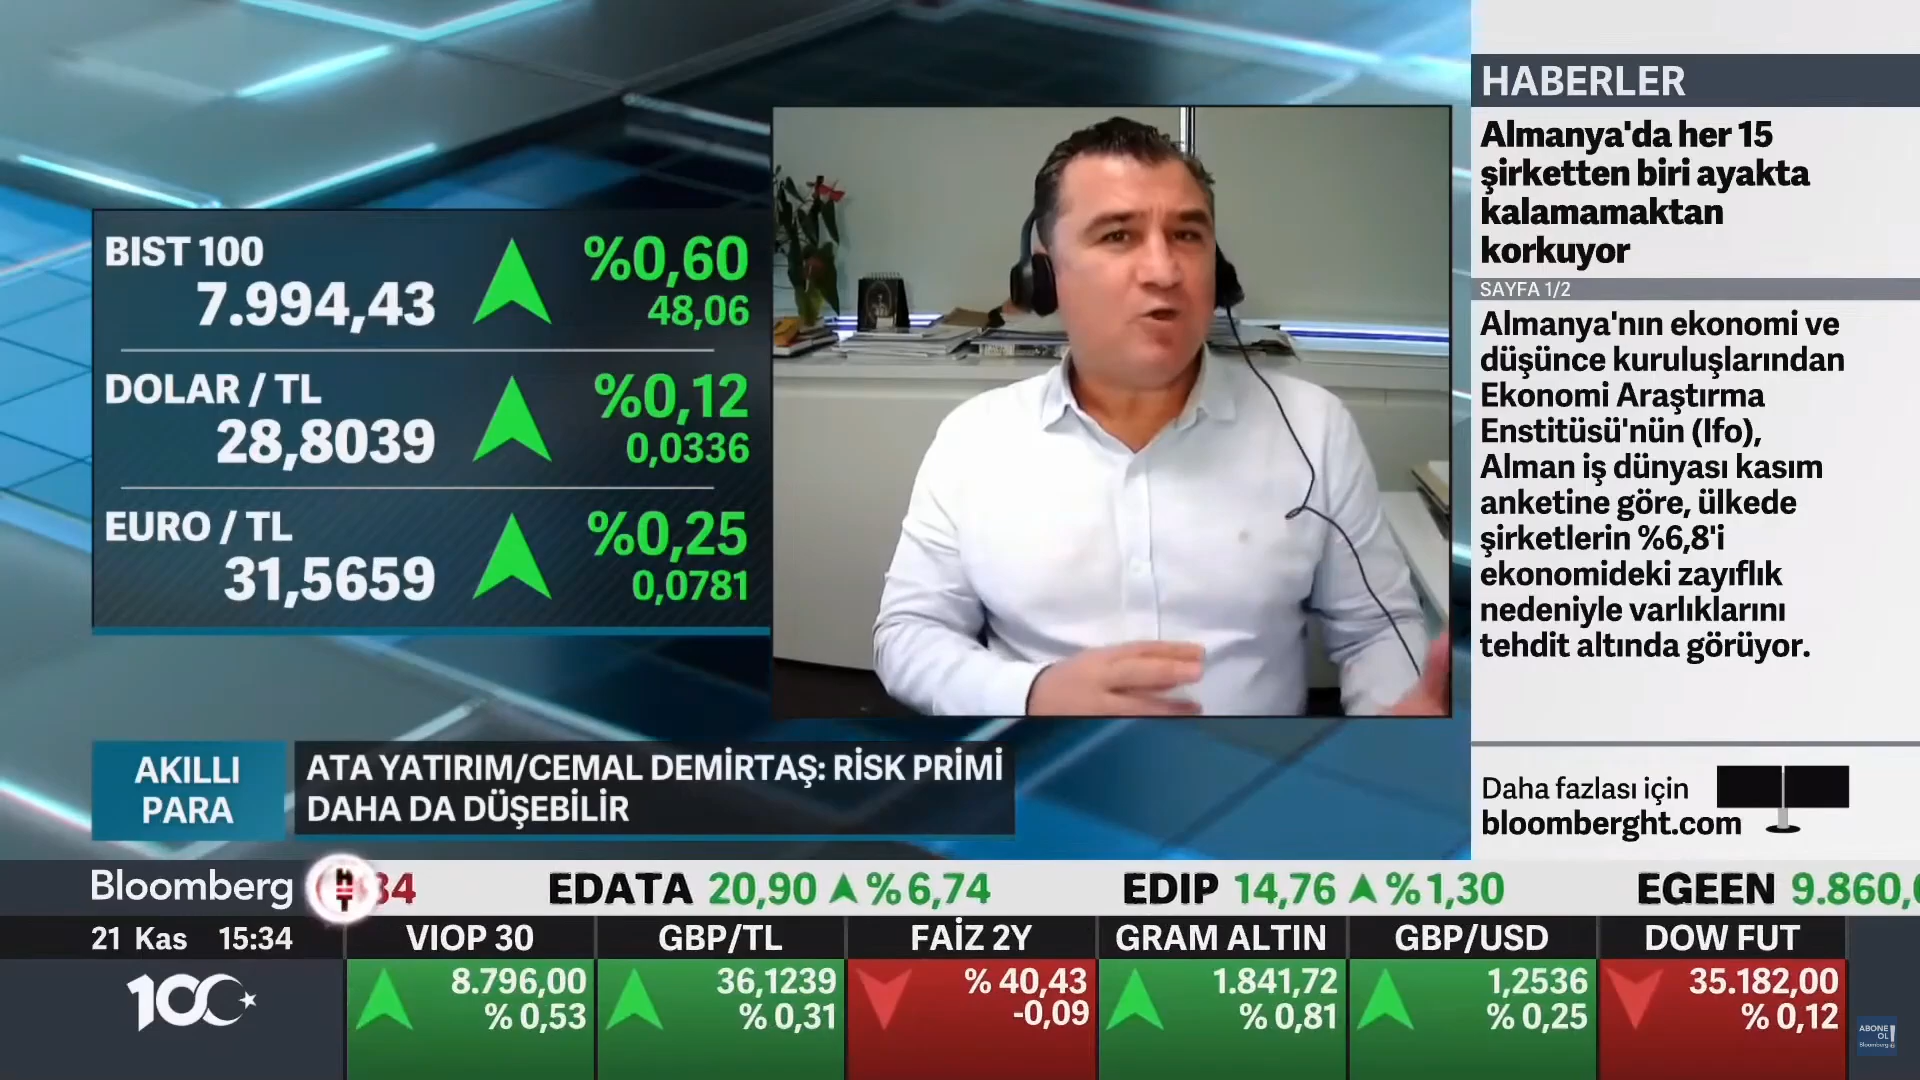 BIST 100
7.994,43
%0,60
48,06
DOLAR / TL
28,8039
%0,12
0,0336
EURO / TL
31,5659
%0,25
0,0781
HABERLER
Almanya'da her 15
şirketten biri ayakta
kalamamaktan
korkuyor
SAYFA 1/2
Almanya'nın ekonomi ve
düşünce kuruluşlarından
Ekonomi Araştırma
Enstitüsü'nün (Ifo),
Alman iş dünyası kasım
anketine göre, ülkede
şirketlerin %6,8'i
ekonomideki zayıflık
nedeniyle varlıklarını
tehdit altında görüyor.
Daha fazlası için
bloomberght.com
AKILLI
PARA
ATA YATIRIM/CEMAL DEMİRTAŞ: RİSK PRİMİ
DAHA DA DÜŞEBİLİR
Bloomberg HT 34 EDATA 20,90 %6,74 EDIP 14,76 %1,30 EGEEN 9.860,
21 Kas 15:34
100
VIOP 30
8.796,00
% 0,53
GBP/TL
36,1239
% 0,31
FAİZ 2Y
% 40,43
-0,09
GRAM ALTIN
1.841,72
% 0,81
GBP/USD
1,2536
% 0,25
DOW FUT
35.182,00
% 0,12
ABONE
OL!
Bloomberg